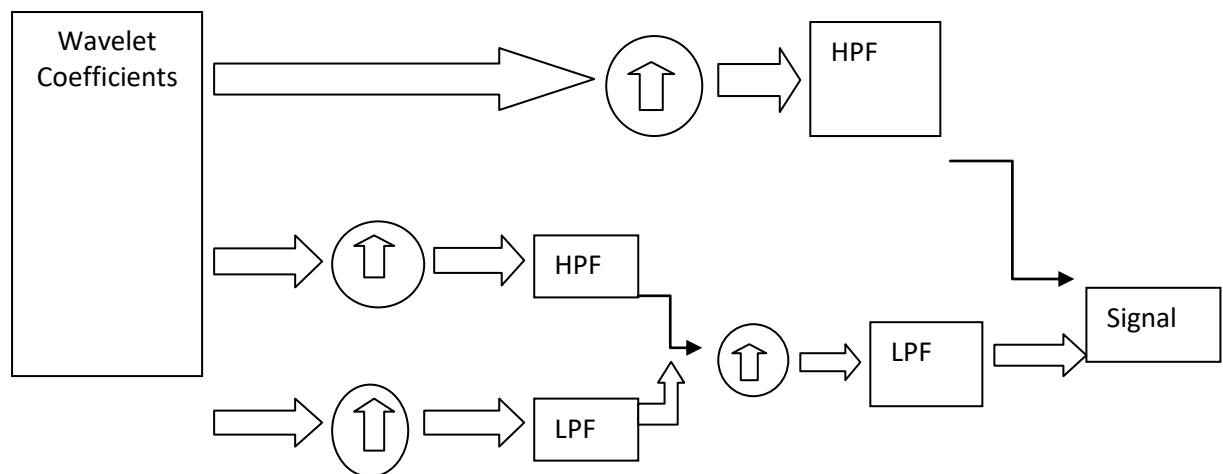 Wavelet
Coefficients
HPF
HPF
Signal
LPF
LPF